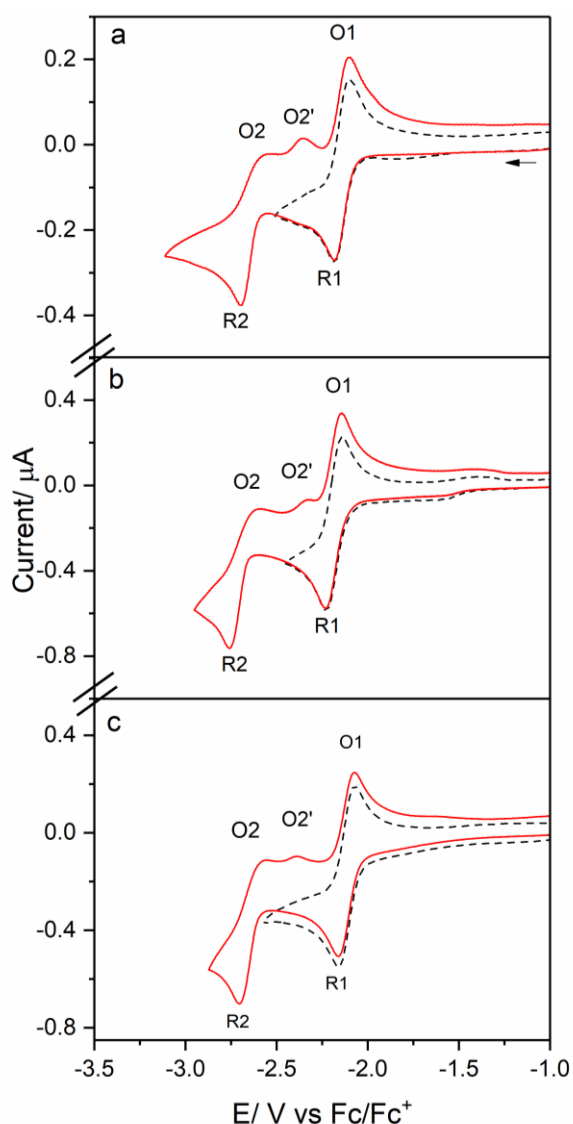 a
O1
0.2
O2
O2'
0.0
-0.2
R1
R2
-0.4
b
O1
0.4
O2
O2'
0.0
-0.4
R1
R2
-0.8
c
O1
0.4
O2
O2'
0.0
-0.4
R1
R2
-0.8
Current/ μA
-3.5 -3.0 -2.5 -2.0 -1.5 -1.0
E/ V vs Fc/Fc⁺